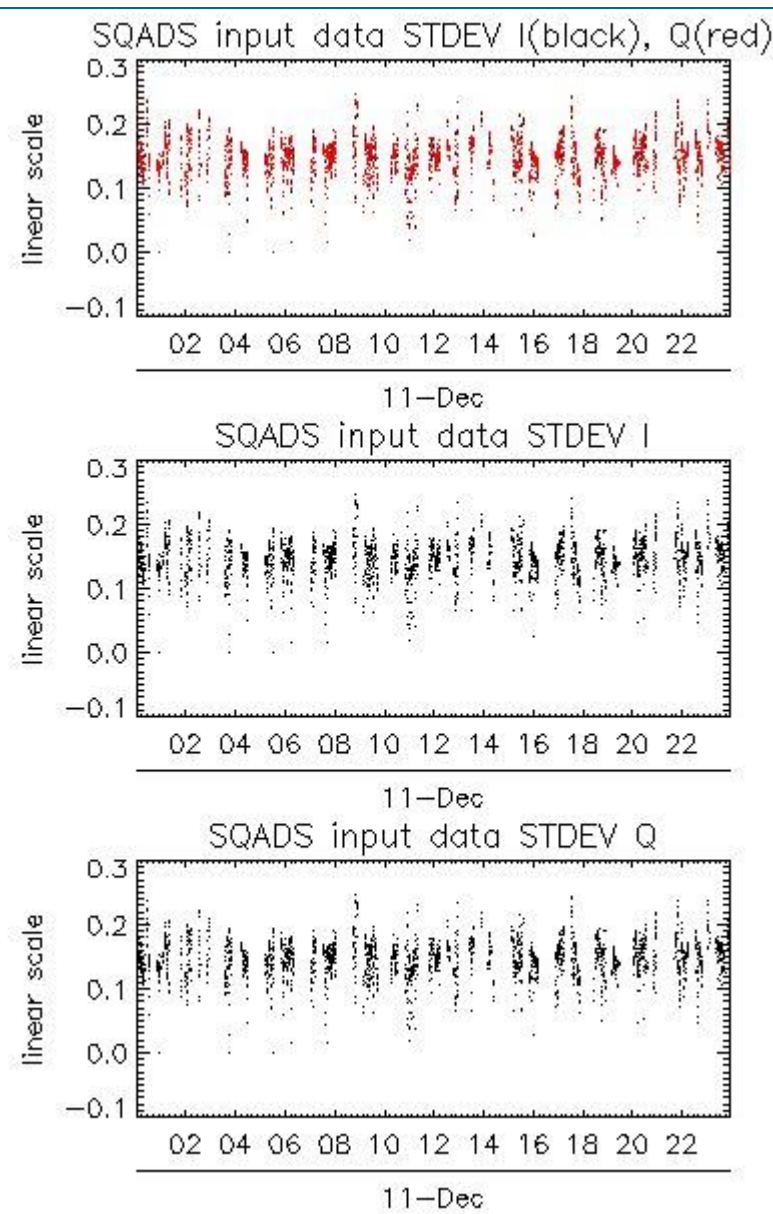 SQADS input data STDEV I(black), Q(red)
0.3
0.2
0.1
0.0
−0.1
linear scale
02 04 06 08 10 12 14 16 18 20 22
11−Dec
SQADS input data STDEV I
0.3
0.2
0.1
0.0
−0.1
linear scale
02 04 06 08 10 12 14 16 18 20 22
11−Dec
SQADS input data STDEV Q
0.3
0.2
0.1
0.0
−0.1
linear scale
02 04 06 08 10 12 14 16 18 20 22
11−Dec